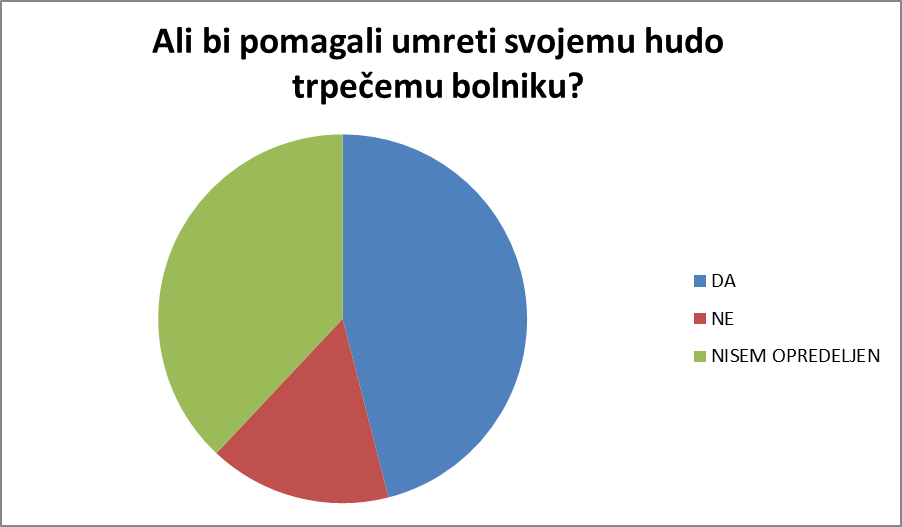 Ali bi pomagali umreti svojemu hudo
trpečemu bolniku?
DA
NE
NISEM OPREDELJEN